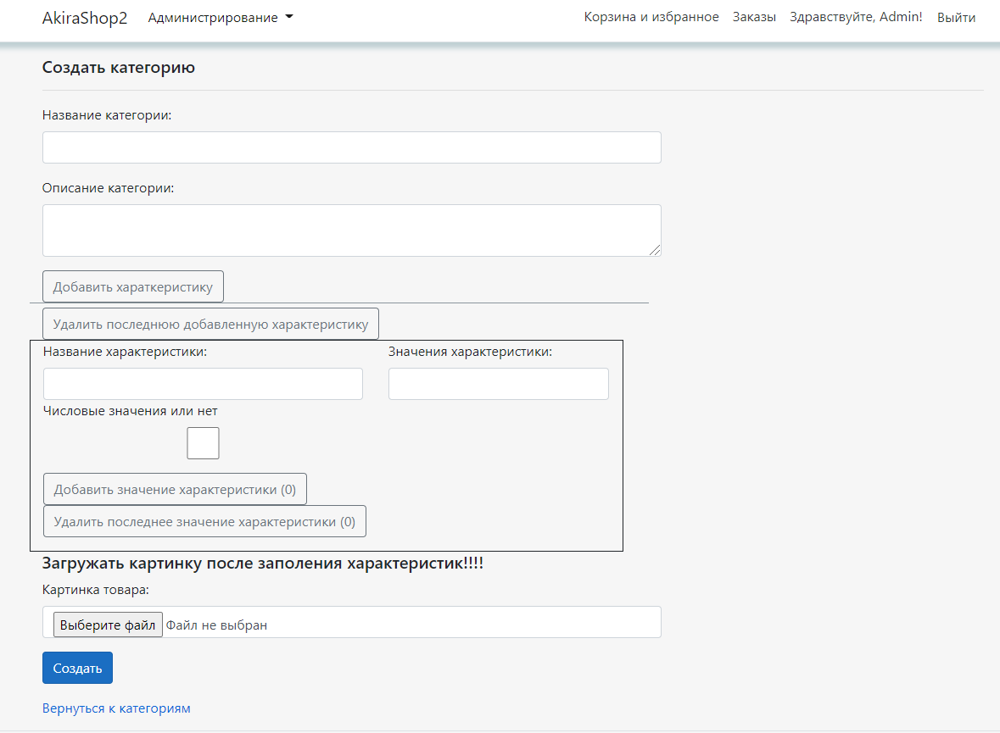 AkiraShop2 Администрирование Корзина и избранное Заказы Здравствуйте, Admin! Выйти
Создать категорию
Название категории:
Описание категории:
Добавить хараткеристику
Удалить последнюю добавленную характеристику
Название характеристики: Значения характеристики:
Числовые значения или нет
Добавить значение характеристики (0)
Удалить последнее значение характеристики (0)
Загружать картинку после заполения характеристик!!!!
Картинка товара:
Выберите файл Файл не выбран
Создать
Вернуться к категориям